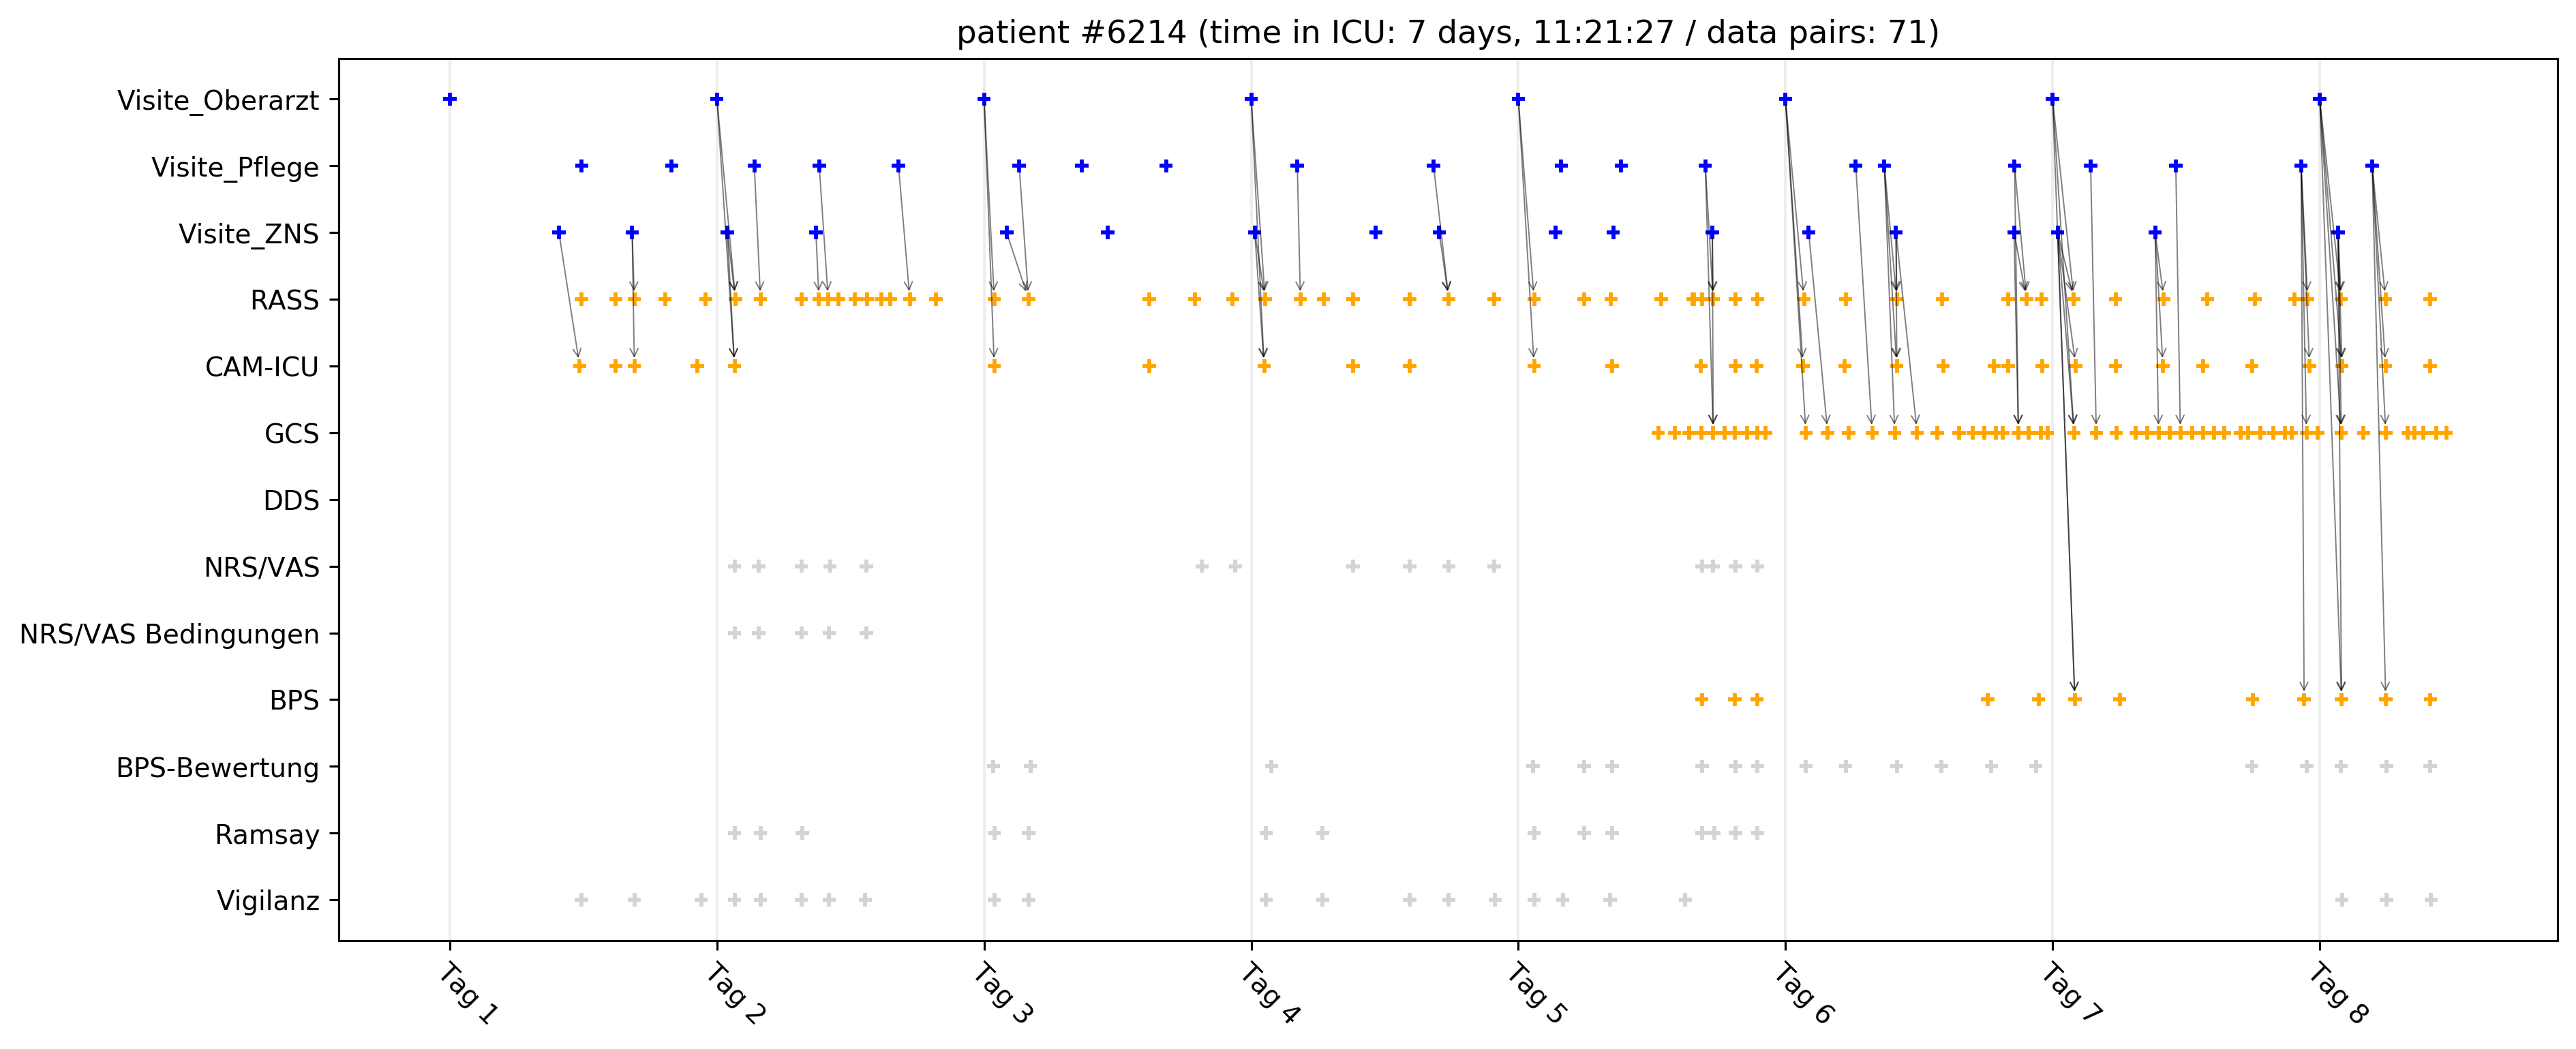 patient #6214 (time in ICU: 7 days, 11:21:27 / data pairs: 71)
Visite_Oberarzt
Visite_Pflege
Visite_ZNS
RASS
CAM-ICU
GCS
DDS
NRS/VAS
NRS/VAS Bedingungen
BPS
BPS-Bewertung
Ramsay
Vigilanz
Tag 1
Tag 2
Tag 3
Tag 4
Tag 5
Tag 6
Tag 7
Tag 8